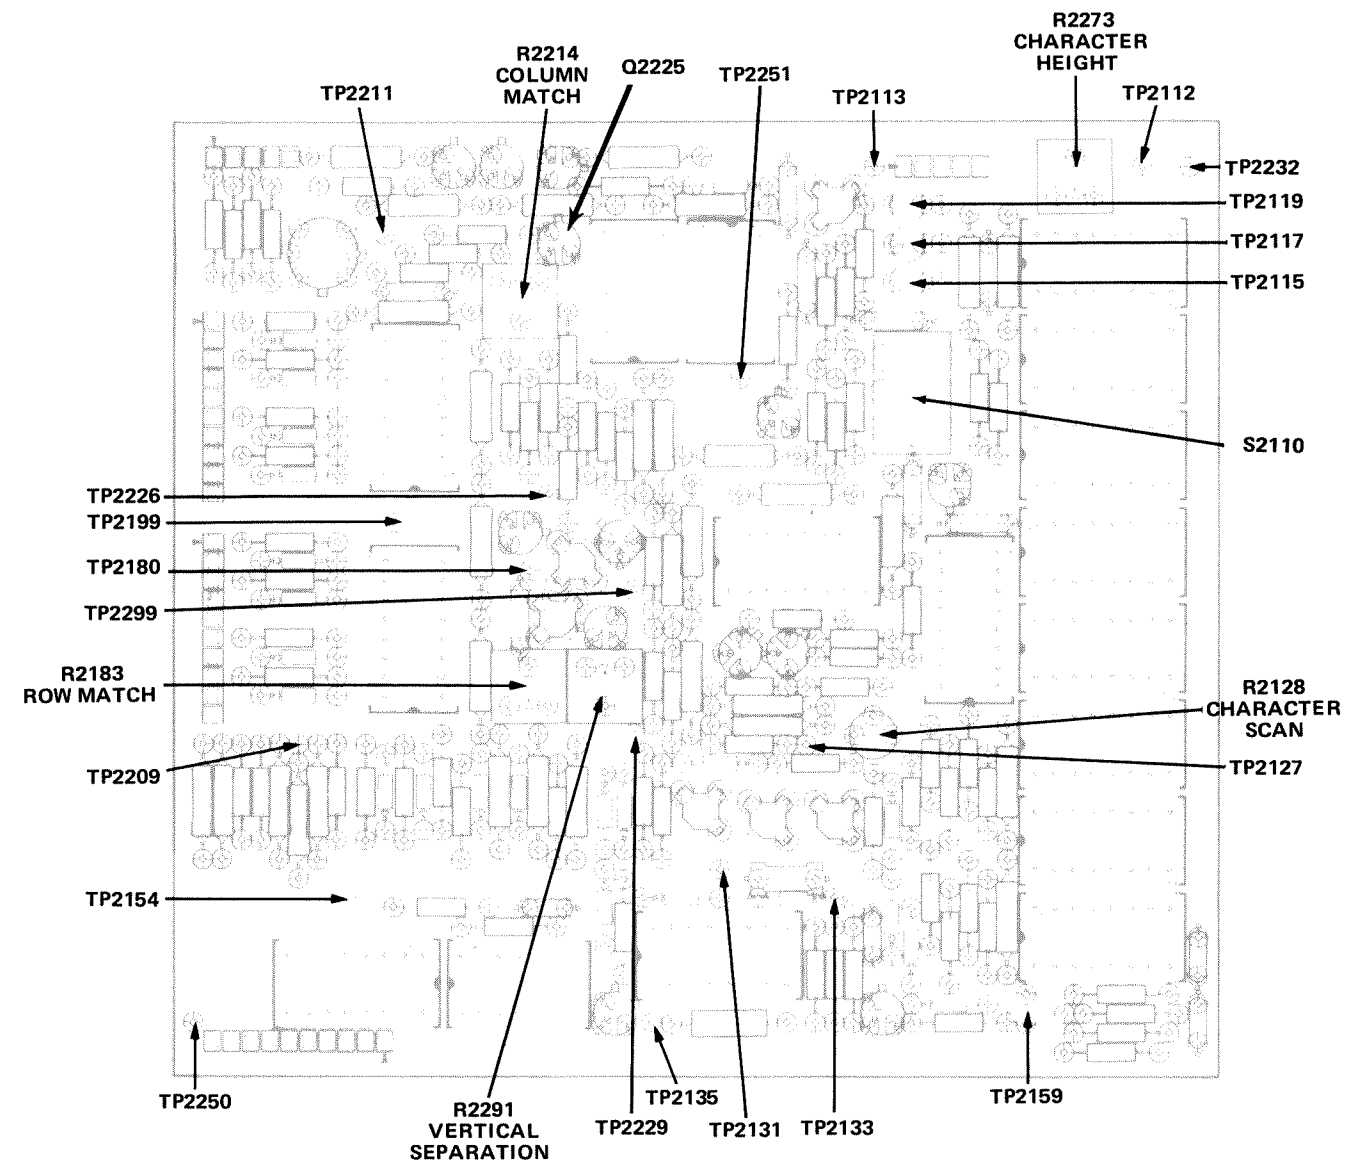 R2273
CHARACTER
HEIGHT
R2214
COLUMN
MATCH
Q2225
TP2251
TP2211
TP2113
TP2112
TP2232
TP2119
TP2117
TP2115
S2110
TP2226
TP2199
TP2180
TP2299
R2183
ROW MATCH
R2128
CHARACTER
SCAN
TP2209
TP2127
TP2154
TP2250
R2291
VERTICAL
SEPARATION
TP2135
TP2229
TP2131
TP2133
TP2159